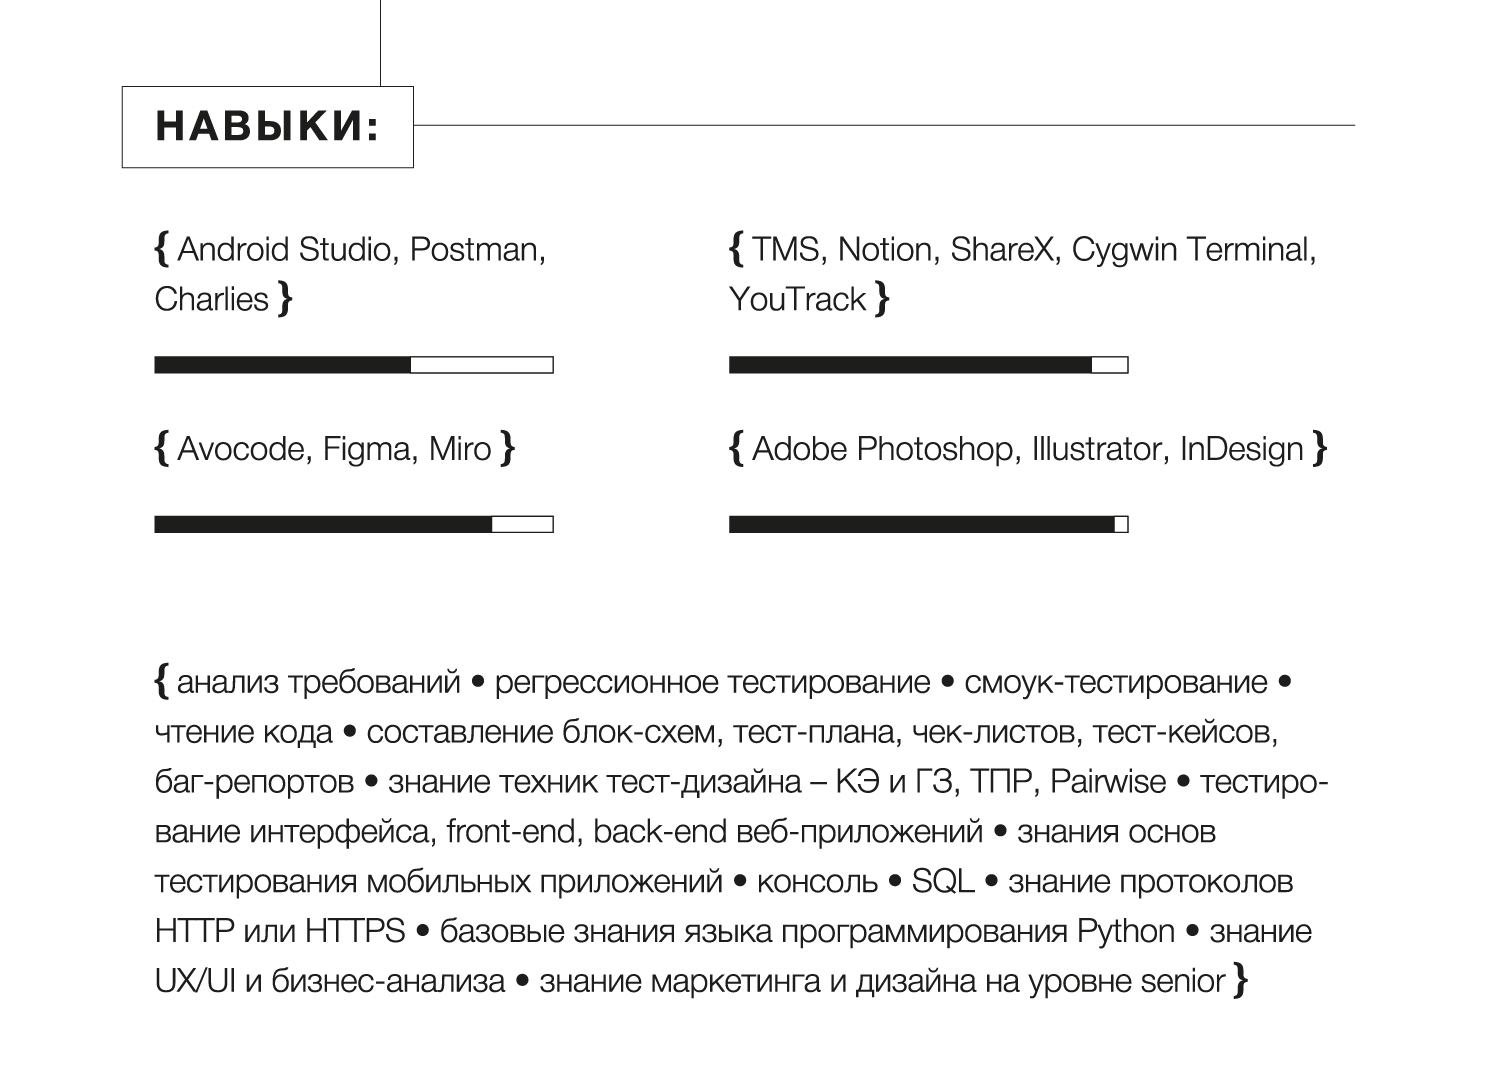 НАВЫКИ:
{ Android Studio, Postman,
Charlies }
{ TMS, Notion, ShareX, Cygwin Terminal,
YouTrack }
{ Avocode, Figma, Miro }
{ Adobe Photoshop, Illustrator, InDesign }
{ анализ требований • регрессионное тестирование • смоук-тестирование •
чтение кода • составление блок-схем, тест-плана, чек-листов, тест-кейсов,
баг-репортов • знание техник тест-дизайна – КЭ и ГЗ, ТПР, Pairwise • тестиро-
вание интерфейса, front-end, back-end веб-приложений • знания основ
тестирования мобильных приложений • консоль • SQL • знание протоколов
HTTP или HTTPS • базовые знания языка программирования Python • знание
UX/UI и бизнес-анализа • знание маркетинга и дизайна на уровне senior }